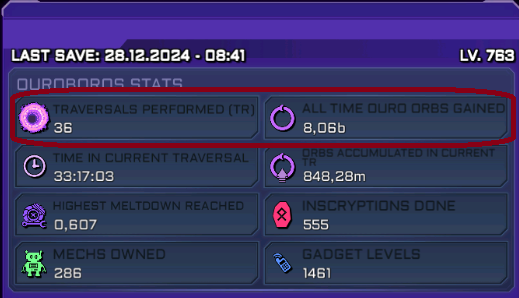 LAST SAVE: 28.12.2024 - 08:41 LV. 763
OUROBOROS STATS
TRAVERSALS PERFORMED (TR)
36
ALL TIME OURO ORBS GAINED
8,06b
TIME IN CURRENT TRAVERSAL
33:17:03
ORBS ACCUMULATED IN CURRENT
TR
848,28m
HIGHEST MELTDOWN REACHED
0,607
INSCRYPTIONS DONE
555
MECHS OWNED
286
GADGET LEVELS
1461